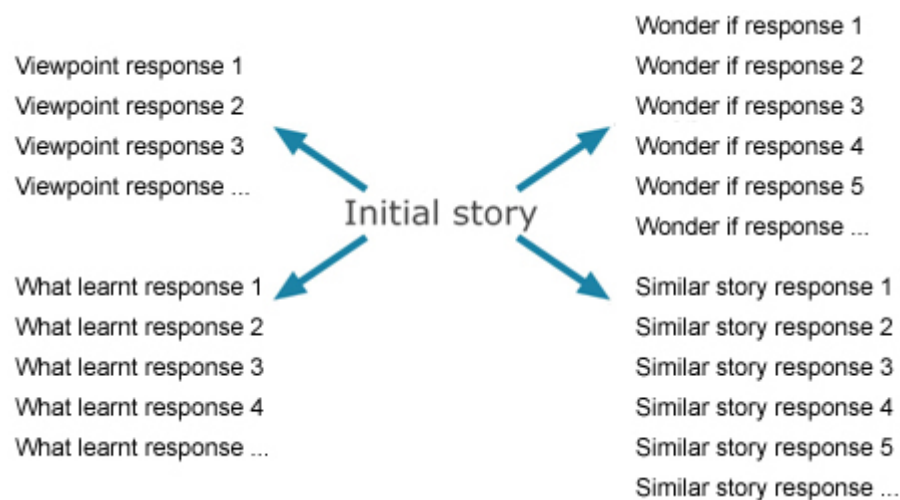 Viewpoint response 1
Viewpoint response 2
Viewpoint response 3
Viewpoint response ...
Wonder if response 1
Wonder if response 2
Wonder if response 3
Wonder if response 4
Wonder if response 5
Wonder if response ...
Initial story
What learnt response 1
What learnt response 2
What learnt response 3
What learnt response 4
What learnt response ...
Similar story response 1
Similar story response 2
Similar story response 3
Similar story response 4
Similar story response 5
Similar story response ...